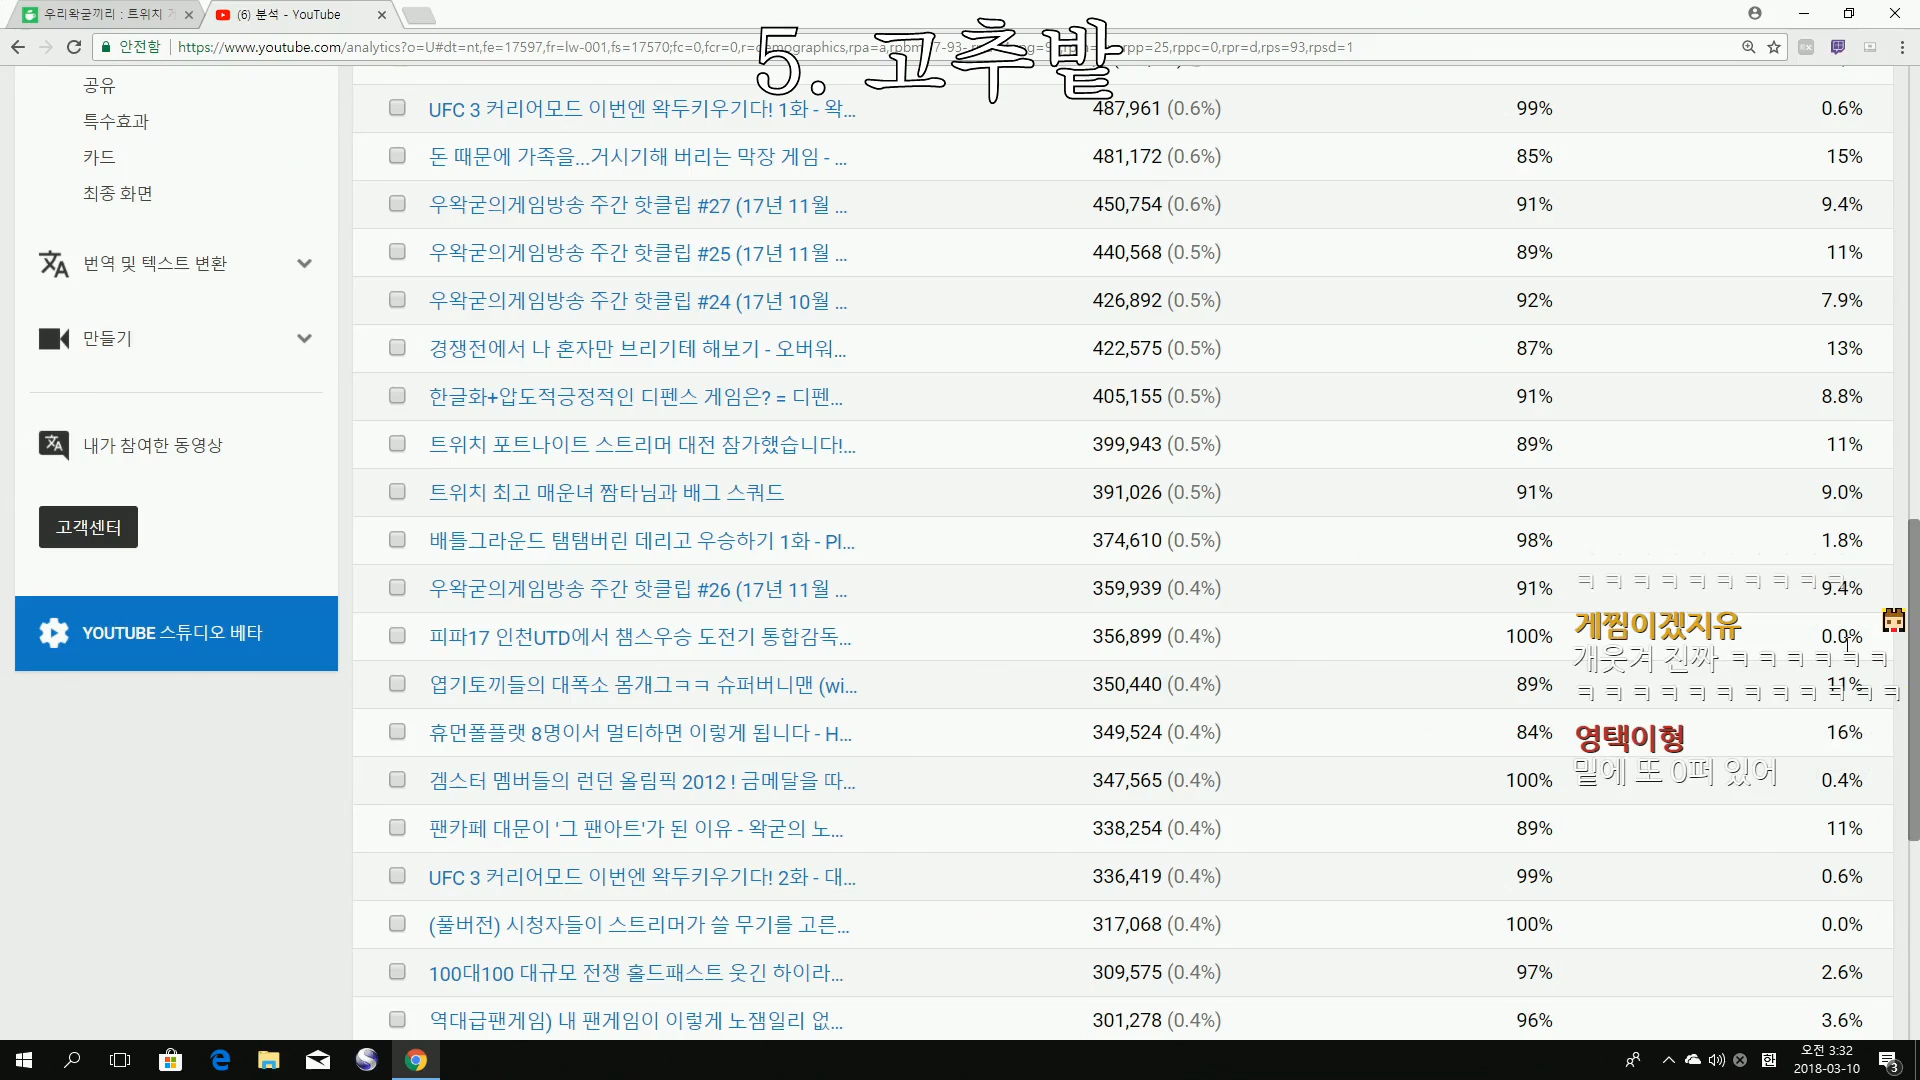 우리왁굳끼리 : 트위치
(6) 분석 - YouTube
안전함
https://www.youtube.com/analytics?o=U#dt=nt,fe=17597,fr=lw-001,fs=17570;fc=0,fcr=0,r=demographics,rpa=a,rpbm=7-93-
rpp=25,rppc=0,rpr=d,rps=93,rpsd=1
5. 고추밭
공유
특수효과
카드
최종 화면
번역 및 텍스트 변환
만들기
내가 참여한 동영상
고객센터
YOUTUBE 스튜디오 베타
UFC 3 커리어모드 이번엔 왁두키우기다! 1화 - 왁... 487,961 (0.6%) 99% 0.6%
돈 때문에 가족을...거시기해 버리는 막장 게임 - ... 481,172 (0.6%) 85% 15%
우왁굳의게임방송 주간 핫클립 #27 (17년 11월 ... 450,754 (0.6%) 91% 9.4%
우왁굳의게임방송 주간 핫클립 #25 (17년 11월 ... 440,568 (0.5%) 89% 11%
우왁굳의게임방송 주간 핫클립 #24 (17년 10월 ... 426,892 (0.5%) 92% 7.9%
경쟁전에서 나 혼자만 브리기테 해보기 - 오버워... 422,575 (0.5%) 87% 13%
한글화+압도적긍정적인 디펜스 게임은? = 디펜... 405,155 (0.5%) 91% 8.8%
트위치 포트나이트 스트리머 대전 참가했습니다!... 399,943 (0.5%) 89% 11%
트위치 최고 매운녀 짬타님과 배그 스쿼드 391,026 (0.5%) 91% 9.0%
배틀그라운드 탬탬버린 데리고 우승하기 1화 - Pl... 374,610 (0.5%) 98% 1.8%
우왁굳의게임방송 주간 핫클립 #26 (17년 11월 ... 359,939 (0.4%) 91% 9.4%
피파17 인천UTD에서 챔스우승 도전기 통합감독... 356,899 (0.4%) 100% 0.0%
엽기토끼들의 대폭소 몸개그ㅋㅋ 슈퍼버니맨 (wi... 350,440 (0.4%) 89% 11%
휴먼폴플랫 8명이서 멀티하면 이렇게 됩니다 - H... 349,524 (0.4%) 84% 16%
겜스터 멤버들의 런던 올림픽 2012 ! 금메달을 따... 347,565 (0.4%) 100% 0.4%
팬카페 대문이 '그 팬아트'가 된 이유 - 왁굳의 노... 338,254 (0.4%) 89% 11%
UFC 3 커리어모드 이번엔 왁두키우기다! 2화 - 대... 336,419 (0.4%) 99% 0.6%
(풀버전) 시청자들이 스트리머가 쓸 무기를 고른... 317,068 (0.4%) 100% 0.0%
100대100 대규모 전쟁 홀드패스트 웃긴 하이라... 309,575 (0.4%) 97% 2.6%
역대급팬게임) 내 팬게임이 이렇게 노잼일리 없... 301,278 (0.4%) 96% 3.6%
ㅋㅋㅋㅋㅋㅋㅋㅋㅋㅋ
게찜이겠지유
개웃겨 진짜 ㅋㅋㅋㅋㅋㅋ
ㅋㅋㅋㅋㅋㅋㅋㅋㅋㅋㅋㅋ
영택이형
밑에 또 0퍼 있어
오전 3:32
2018-03-10
한
3